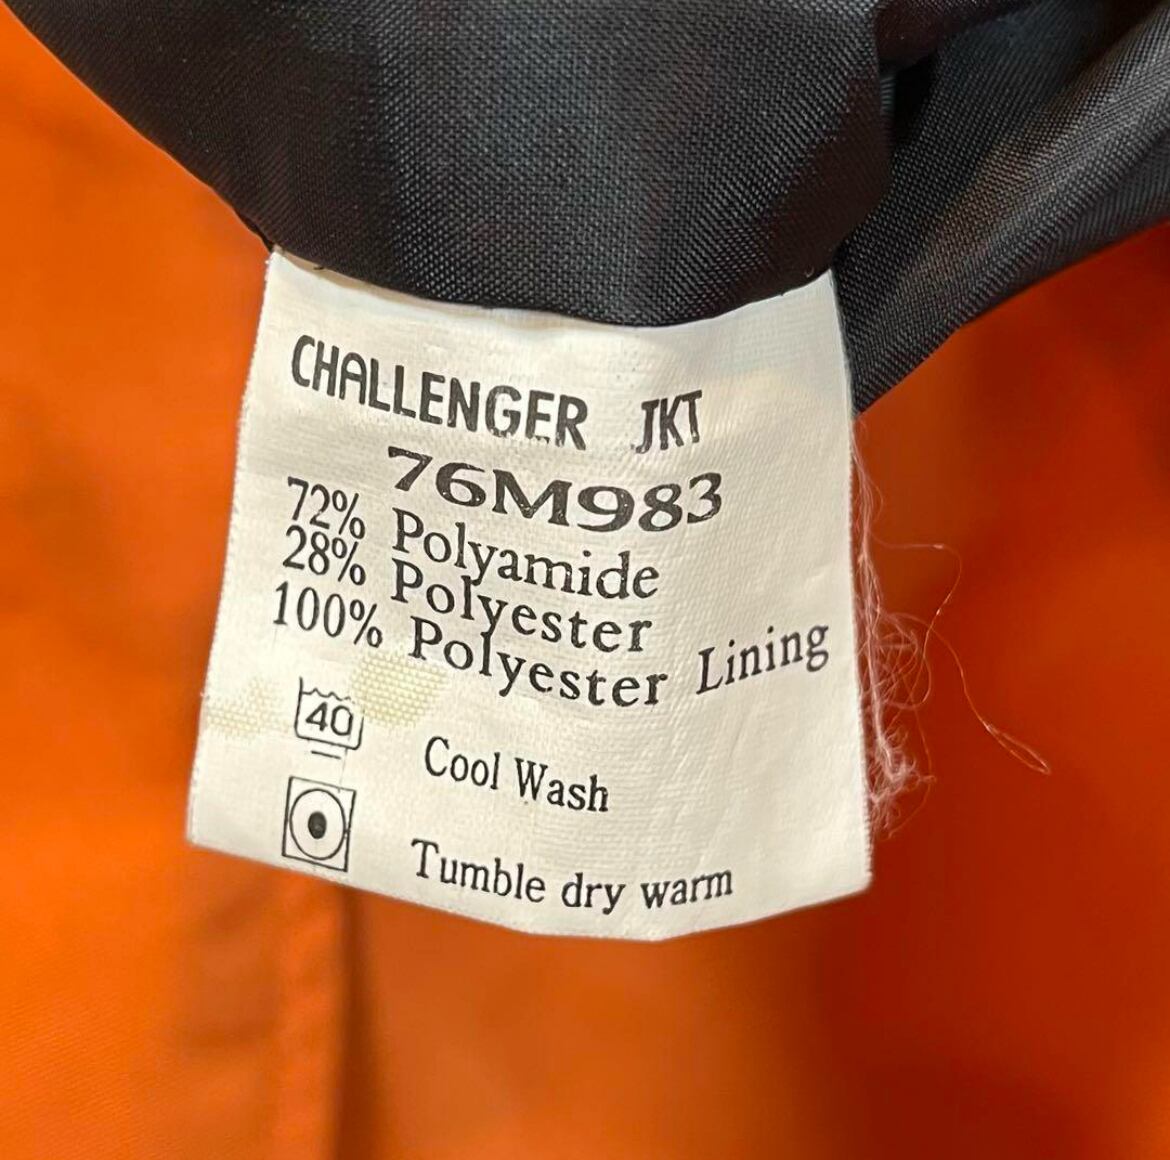 CHALLENGER JKT
76M983
72% Polyamide
28% Polyester
100% Polyester Lining
40 Cool Wash
Tumble dry warm